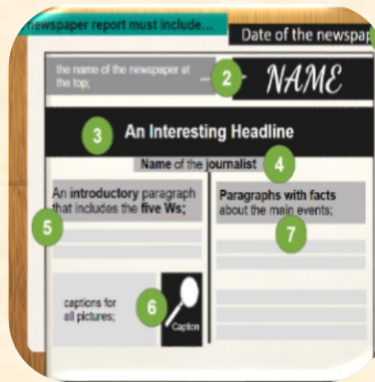 newspaper report must include...
Date of the newspap
the name of the newspaper at
the top;
2
NAME
3
An Interesting Headline
Name of the journalist
4
An introductory paragraph
that includes the five Ws;
5
Paragraphs with facts
about the main events;
7
captions for
all pictures;
6
Caption